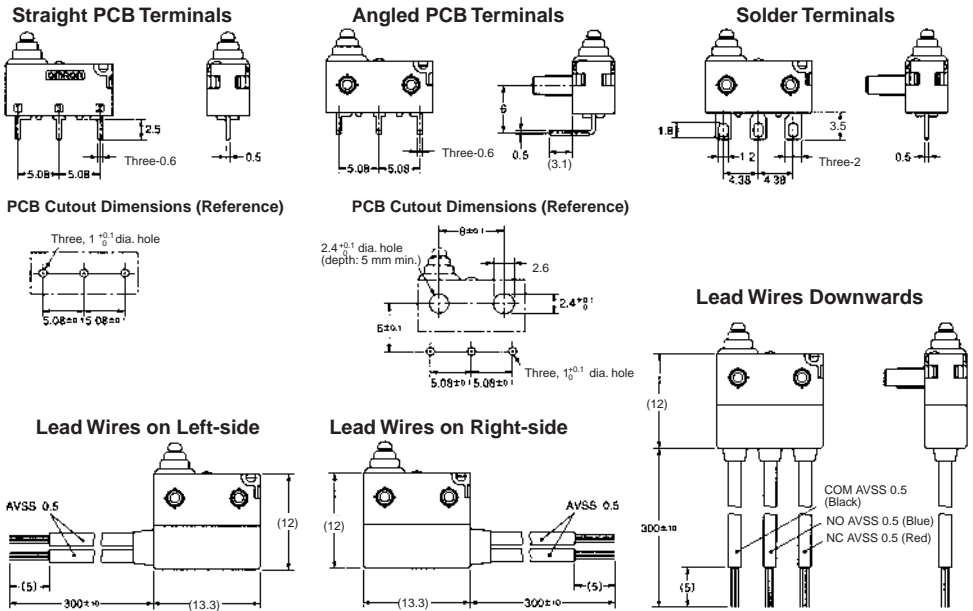 Straight PCB Terminals
Angled PCB Terminals
Solder Terminals
OMRON
2.5
Three-0.6
0.5
5.08
5.08
6
0.5
(3.1)
Three-0.6
5.08
5.08
1.8
3.5
1.2
Three-2
0.5
4.38
4.38
PCB Cutout Dimensions (Reference)
Three, 1 +0.1 0 dia. hole
5.08±0.1
5.08±0.1
PCB Cutout Dimensions (Reference)
8±0.1
2.4 +0.1 0 dia. hole
(depth: 5 mm min.)
2.6
2.4 +0.1 0
6±0.1
5.08±0.1
5.08±0.1
Three, 1 +0.1 0 dia. hole
Lead Wires Downwards
(12)
300±10
(5)
COM AVSS 0.5
(Black)
NO AVSS 0.5 (Blue)
NC AVSS 0.5 (Red)
Lead Wires on Left-side
AVSS 0.5
(12)
(5)
300±10
(13.3)
Lead Wires on Right-side
AVSS 0.5
(12)
(5)
(13.3)
300±10